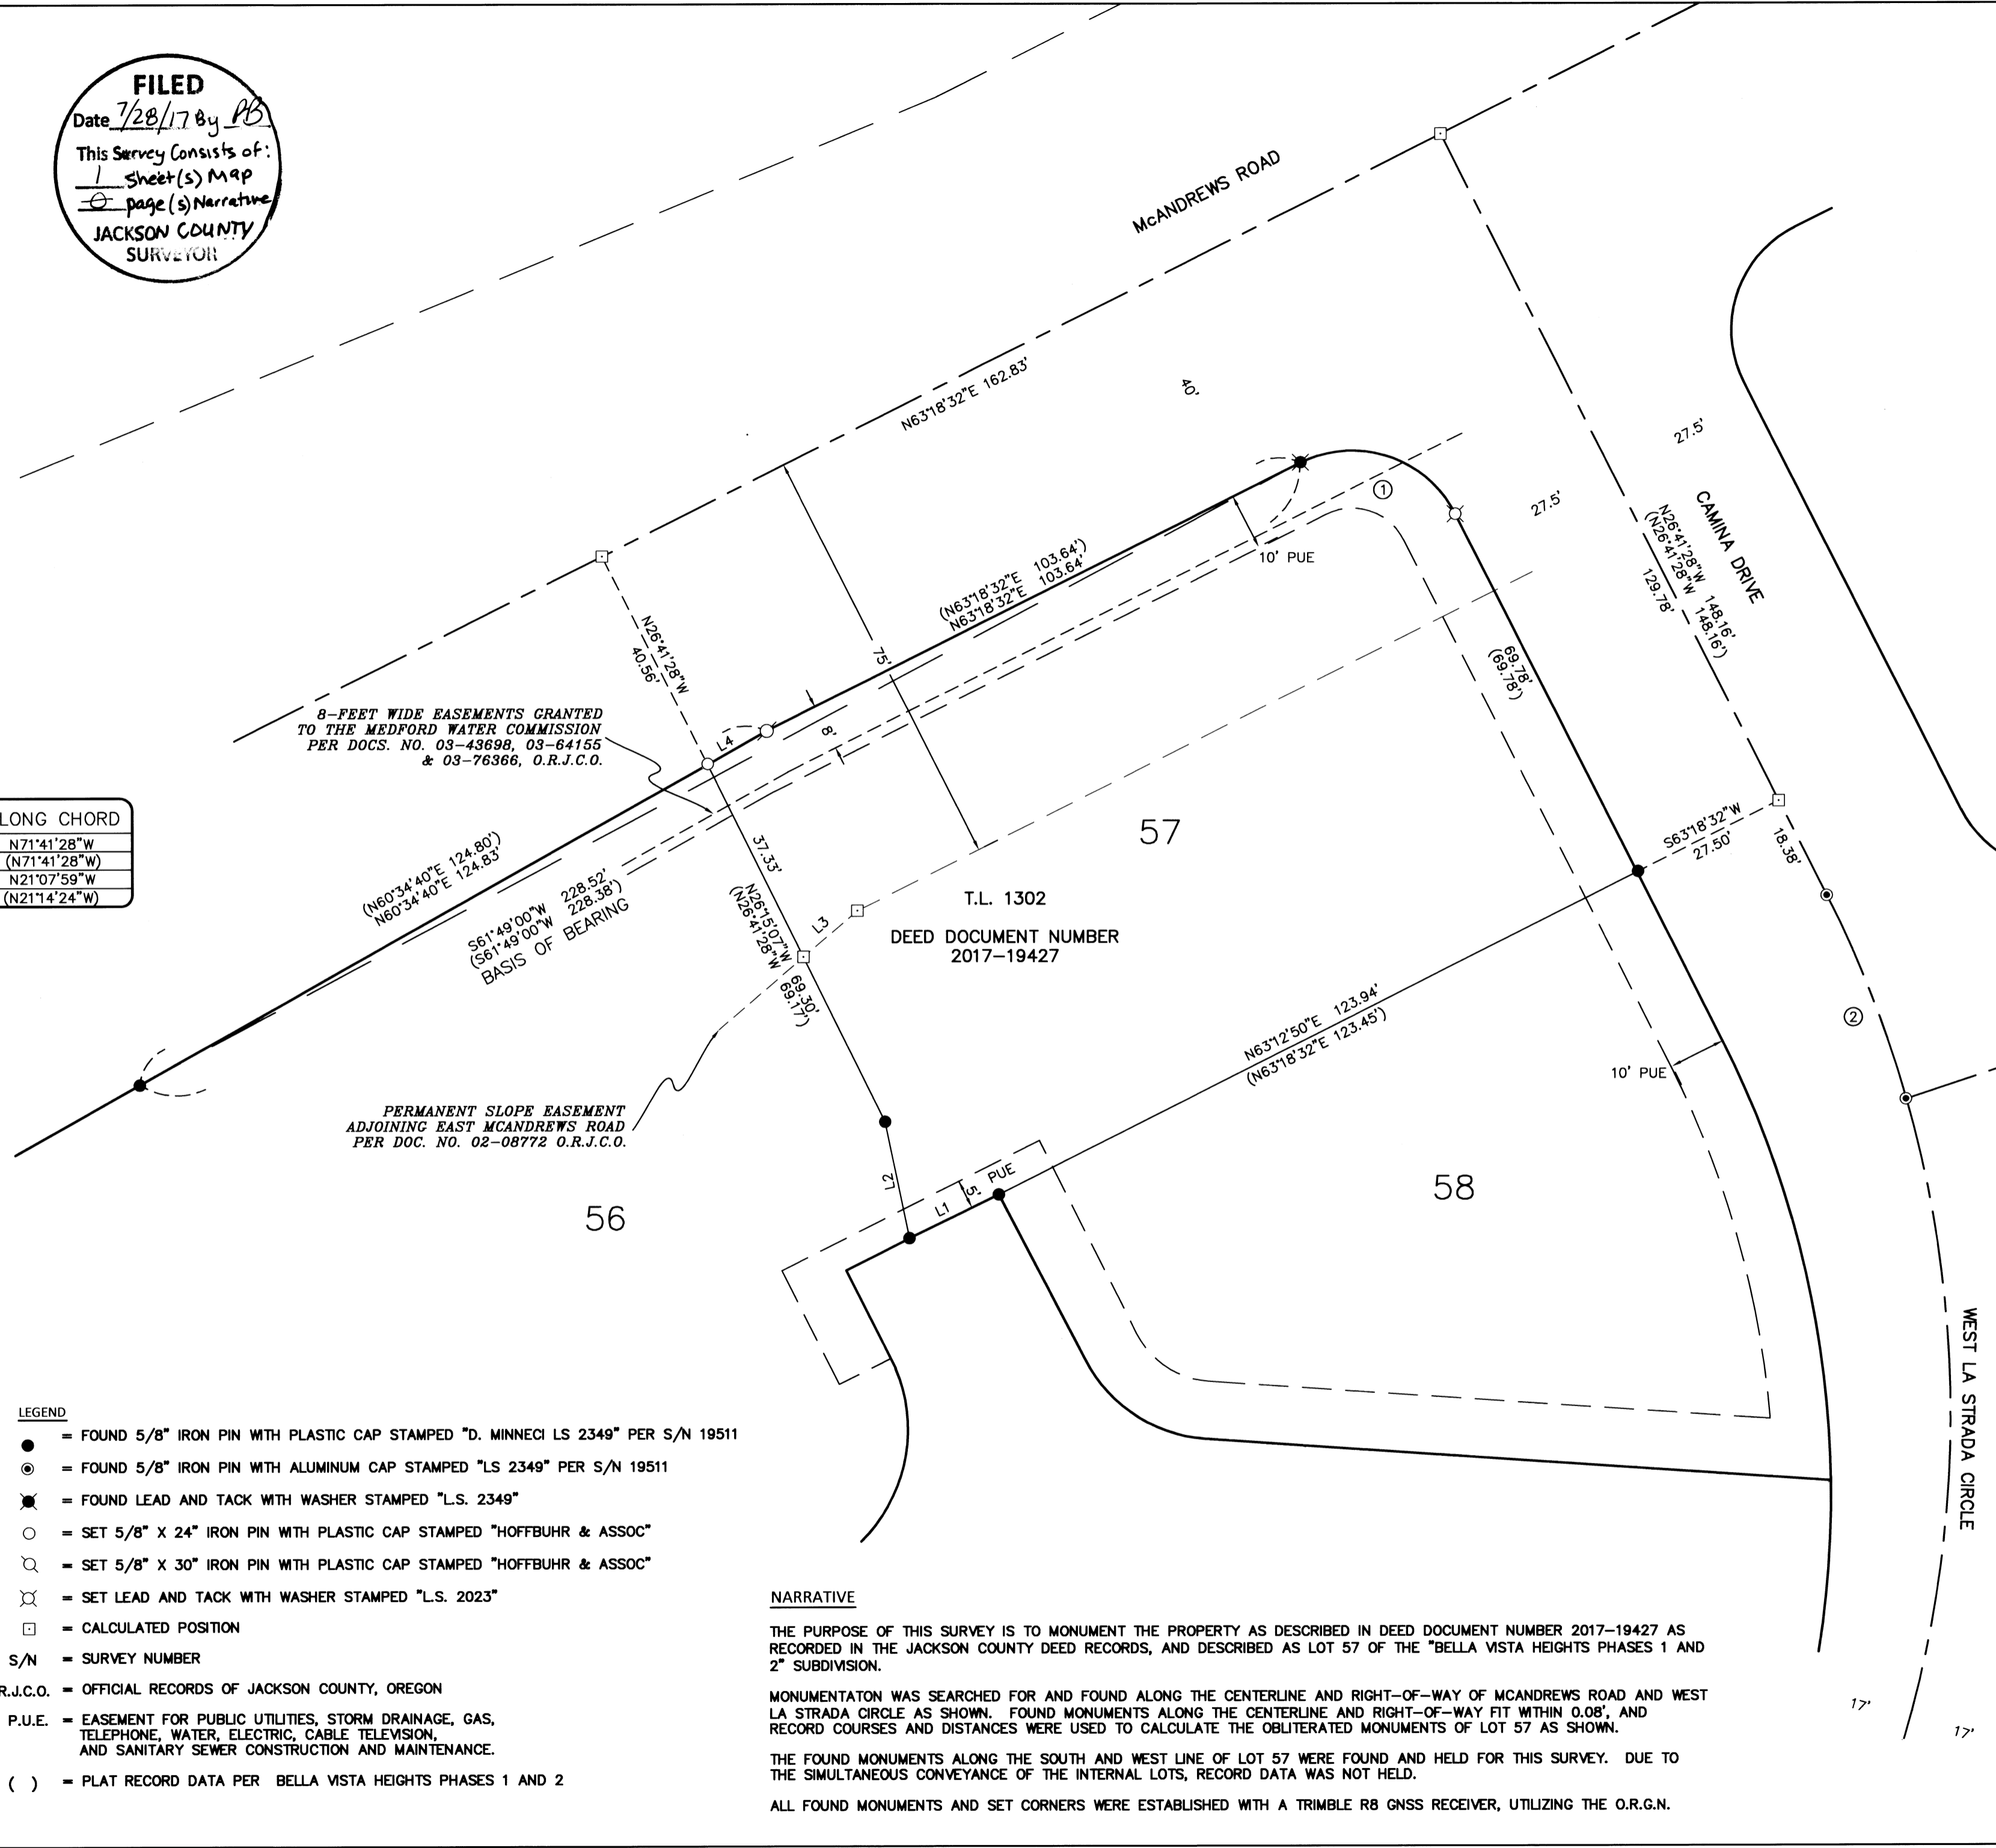 FILED
Date 7/28/17 By PB
This Survey Consists of:
1 Sheet(s) Map
0 page(s) Narrative
JACKSON COUNTY
SURVEYOR
McANDREWS ROAD
N63°18'32"E 162.83'
40'
27.5'
27.5'
CAMINA DRIVE
N26°41'28"W 148.16'
(N26°41'28"W 148.16')
129.78'
1
10' PUE
(N63°18'32"E 103.64')
N63°18'32"E 103.64'
75'
N26°41'28"W
40.56'
69.78'
(69.78')
8-FEET WIDE EASEMENTS GRANTED
TO THE MEDFORD WATER COMMISSION
PER DOCS. NO. 03-43698, 03-64155
& 03-76366, O.R.J.C.O.
L4
8'
LONG CHORD
N71°41'28"W
(N71°41'28"W)
N21°07'59"W
(N21°14'24"W)
(N60°34'40"E 124.80')
N60°34'40"E 124.83'
S61°49'00"W 228.52'
(S61°49'00"W 228.38')
BASIS OF BEARING
37.33'
N26°15'07"W 69.30'
(N26°41'28"W 69.17')
L3
57
T.L. 1302
DEED DOCUMENT NUMBER
2017-19427
S63°18'32"W
27.50'
18.38'
N63°12'50"E 123.94'
(N63°18'32"E 123.45')
2
10' PUE
PERMANENT SLOPE EASEMENT
ADJOINING EAST MCANDREWS ROAD
PER DOC. NO. 02-08772 O.R.J.C.O.
L2
L1
5'
PUE
56
58
WEST LA STRADA CIRCLE
17'
17'
LEGEND
= FOUND 5/8" IRON PIN WITH PLASTIC CAP STAMPED "D. MINNECI LS 2349" PER S/N 19511
= FOUND 5/8" IRON PIN WITH ALUMINUM CAP STAMPED "LS 2349" PER S/N 19511
= FOUND LEAD AND TACK WITH WASHER STAMPED "L.S. 2349"
= SET 5/8" X 24" IRON PIN WITH PLASTIC CAP STAMPED "HOFFBUHR & ASSOC"
= SET 5/8" X 30" IRON PIN WITH PLASTIC CAP STAMPED "HOFFBUHR & ASSOC"
= SET LEAD AND TACK WITH WASHER STAMPED "L.S. 2023"
= CALCULATED POSITION
S/N = SURVEY NUMBER
R.J.C.O. = OFFICIAL RECORDS OF JACKSON COUNTY, OREGON
P.U.E. = EASEMENT FOR PUBLIC UTILITIES, STORM DRAINAGE, GAS,
TELEPHONE, WATER, ELECTRIC, CABLE TELEVISION,
AND SANITARY SEWER CONSTRUCTION AND MAINTENANCE.
( ) = PLAT RECORD DATA PER BELLA VISTA HEIGHTS PHASES 1 AND 2
NARRATIVE
THE PURPOSE OF THIS SURVEY IS TO MONUMENT THE PROPERTY AS DESCRIBED IN DEED DOCUMENT NUMBER 2017-19427 AS
RECORDED IN THE JACKSON COUNTY DEED RECORDS, AND DESCRIBED AS LOT 57 OF THE "BELLA VISTA HEIGHTS PHASES 1 AND
2" SUBDIVISION.
MONUMENTATON WAS SEARCHED FOR AND FOUND ALONG THE CENTERLINE AND RIGHT-OF-WAY OF MCANDREWS ROAD AND WEST
LA STRADA CIRCLE AS SHOWN. FOUND MONUMENTS ALONG THE CENTERLINE AND RIGHT-OF-WAY FIT WITHIN 0.08', AND
RECORD COURSES AND DISTANCES WERE USED TO CALCULATE THE OBLITERATED MONUMENTS OF LOT 57 AS SHOWN.
THE FOUND MONUMENTS ALONG THE SOUTH AND WEST LINE OF LOT 57 WERE FOUND AND HELD FOR THIS SURVEY. DUE TO
THE SIMULTANEOUS CONVEYANCE OF THE INTERNAL LOTS, RECORD DATA WAS NOT HELD.
ALL FOUND MONUMENTS AND SET CORNERS WERE ESTABLISHED WITH A TRIMBLE R8 GNSS RECEIVER, UTILIZING THE O.R.G.N.